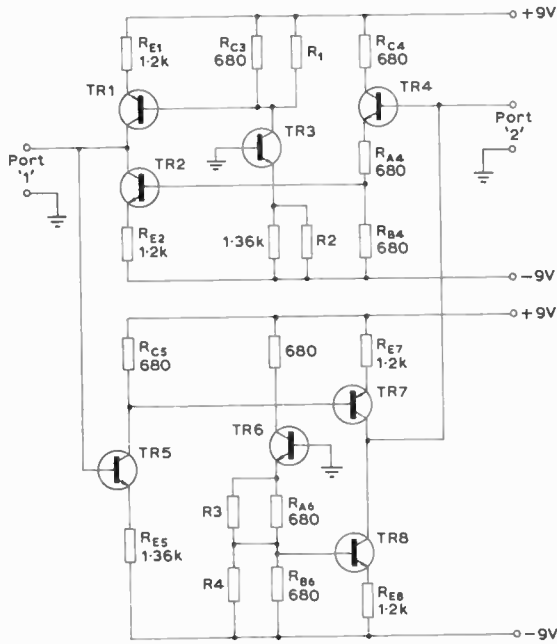 +9V
RE1
1.2k
RC3
680
R1
RC4
680
TR1
TR4
TR3
Port
'1'
Port
'2'
TR2
RA4
680
RE2
1.2k
1.36k
R2
RB4
680
-9V
+9V
RC5
680
680
RE7
1.2k
TR7
TR6
TR5
R3
RA6
680
RE5
1.36k
TR8
R4
RB6
680
RE8
1.2k
-9V